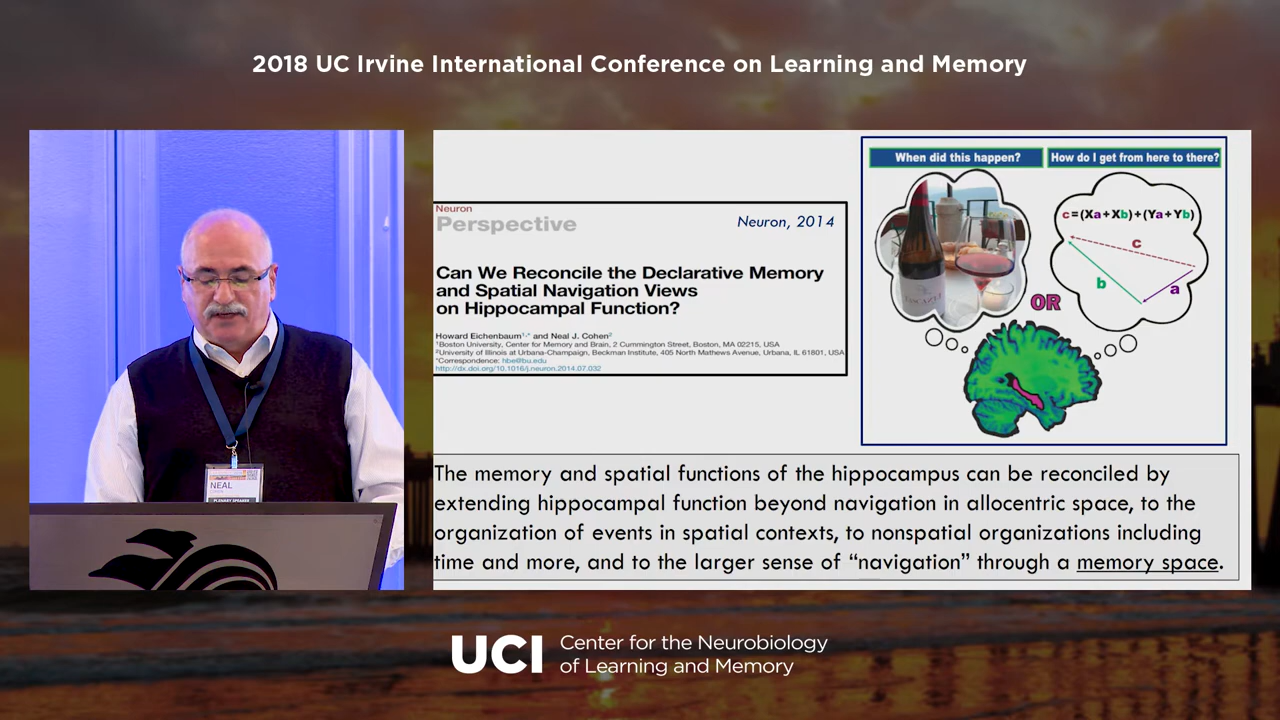 2018 UC Irvine International Conference on Learning and Memory
NEAL
PLENARY SPEAKER
Neuron
Perspective
Neuron, 2014
Can We Reconcile the Declarative Memory
and Spatial Navigation Views
on Hippocampal Function?
Howard Eichenbaum1,* and Neal J. Cohen2
1Boston University, Center for Memory and Brain, 2 Cummington Street, Boston, MA 02215, USA
2University of Illinois at Urbana-Champaign, Beckman Institute, 405 North Mathews Avenue, Urbana, IL 61801, USA
*Correspondence: hbe@bu.edu
http://dx.doi.org/10.1016/j.neuron.2014.07.032
When did this happen?
How do I get from here to there?
c=(Xa+Xb)+(Ya+Yb)
c
b
a
OR
The memory and spatial functions of the hippocampus can be reconciled by
extending hippocampal function beyond navigation in allocentric space, to the
organization of events in spatial contexts, to nonspatial organizations including
time and more, and to the larger sense of “navigation” through a memory space.
UCI
Center for the Neurobiology
of Learning and Memory